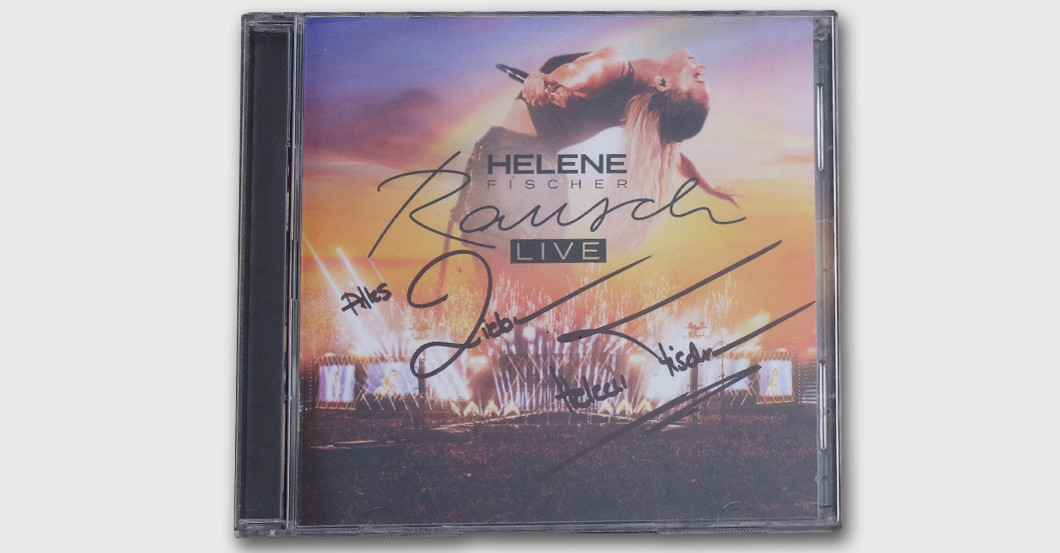 HELENE
FISCHER
Rausch
LIVE
Alles
Liebe
Helene Fischer